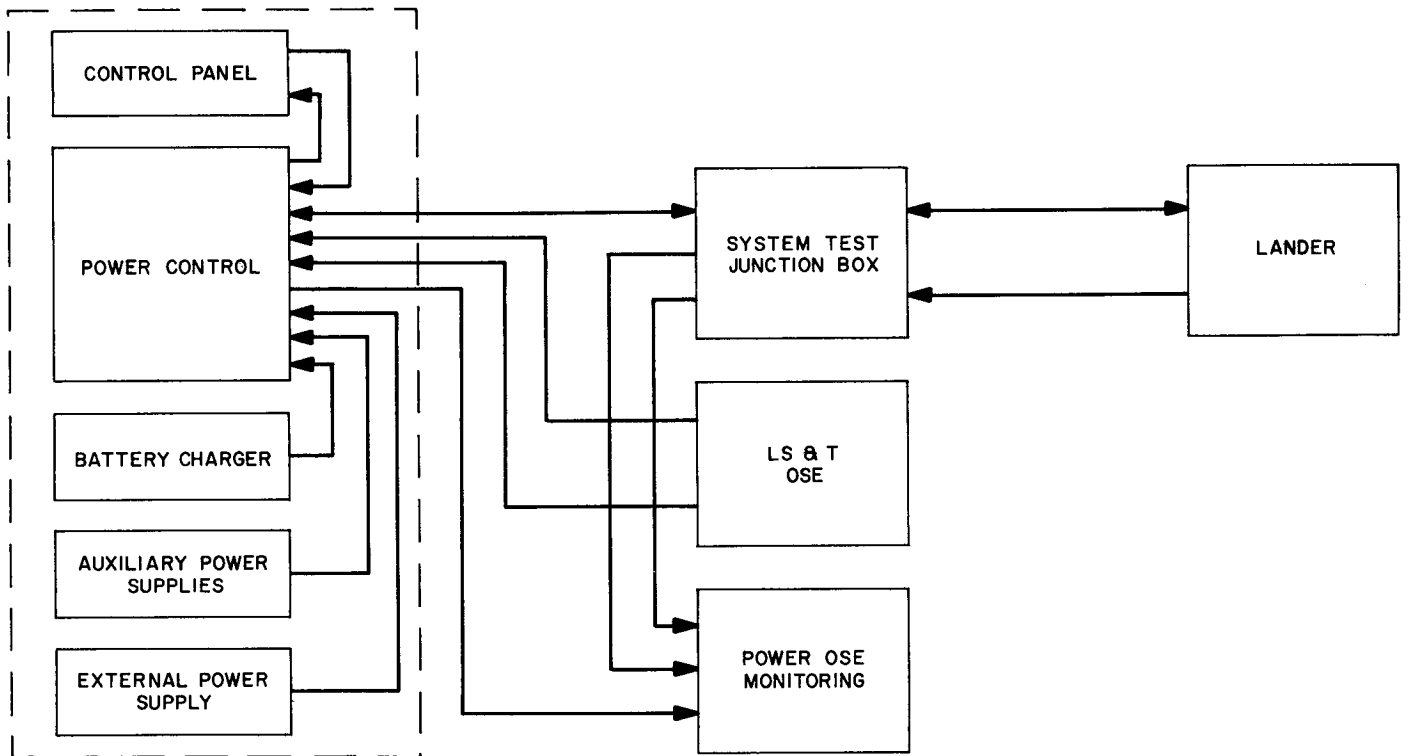 CONTROL PANEL
POWER CONTROL
BATTERY CHARGER
AUXILIARY POWER
SUPPLIES
EXTERNAL POWER
SUPPLY
SYSTEM TEST
JUNCTION BOX
LS & T
OSE
POWER OSE
MONITORING
LANDER